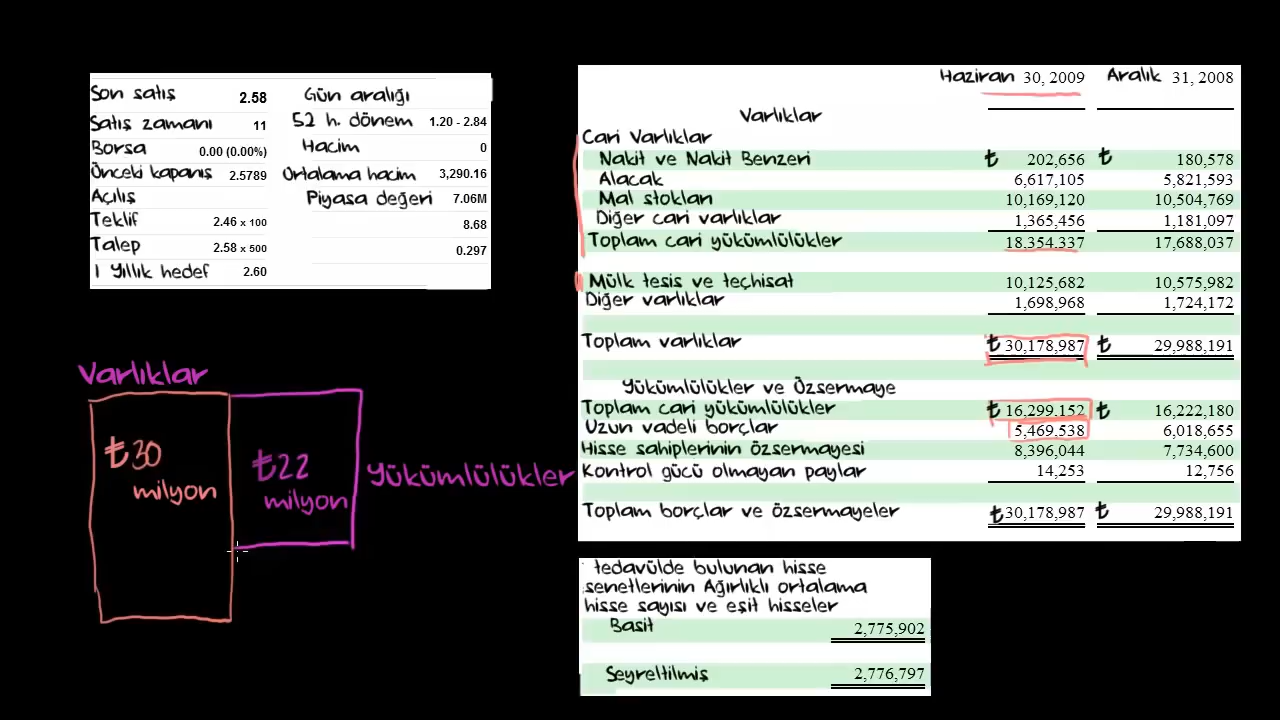 Son satış 2.58 Gün aralığı
Satış zamanı 11 52 h. dönem 1.20 - 2.84
Borsa 0.00 (0.00%) Hacim 0
Önceki kapanış 2.5789 Ortalama hacim 3,290.16
Açılış Piyasa değeri 7.06M
Teklif 2.46 x 100 8.68
Talep 2.58 x 500 0.297
1 Yıllık hedef 2.60
Haziran 30, 2009 Aralık 31, 2008
Varlıklar
Cari Varlıklar
Nakit ve Nakit Benzeri ₺ 202,656 ₺ 180,578
Alacak 6,617,105 5,821,593
Mal stokları 10,169,120 10,504,769
Diğer cari varlıklar 1,365,456 1,181,097
Toplam cari yükümlülükler 18.354.337 17,688,037
Mülk tesis ve teçhisat 10,125,682 10,575,982
Diğer varlıklar 1,698,968 1,724,172
Toplam varlıklar ₺ 30,178,987 ₺ 29,988,191
Yükümlülükler ve Özsermaye
Toplam cari yükümlülükler ₺ 16,299,152 ₺ 16,222,180
Uzun vadeli borçlar 5,469,538 6,018,655
Hisse sahiplerinin özsermayesi 8,396,044 7,734,600
Kontrol gücü olmayan paylar 14,253 12,756
Toplam borçlar ve özsermayeler ₺30,178,987 ₺ 29,988,191
Varlıklar
₺30
milyon
₺22
milyon
Yükümlülükler
tedavülde bulunan hisse
senetlerinin Ağırlıklı ortalama
hisse sayısı ve eşit hisseler
Basit 2,775,902
Seyreltilmiş 2,776,797